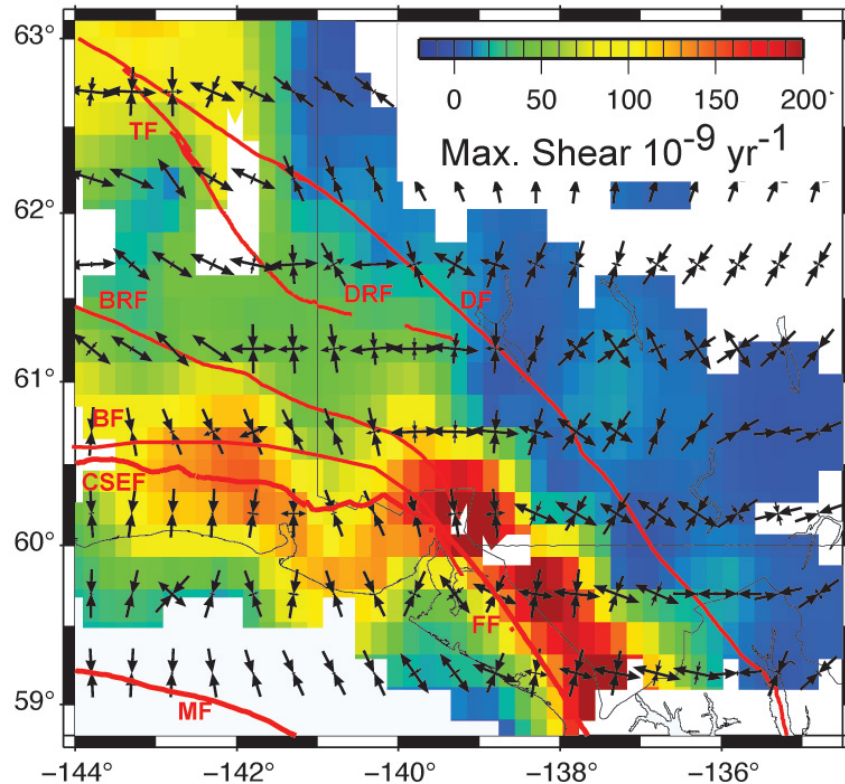 63°
62°
61°
60°
59°
0 50 100 150 200
Max. Shear 10-9 yr-1
TF
BRF
DRF
DF
BF
CSEF
FF
MF
−144° −142° −140° −138° −136°